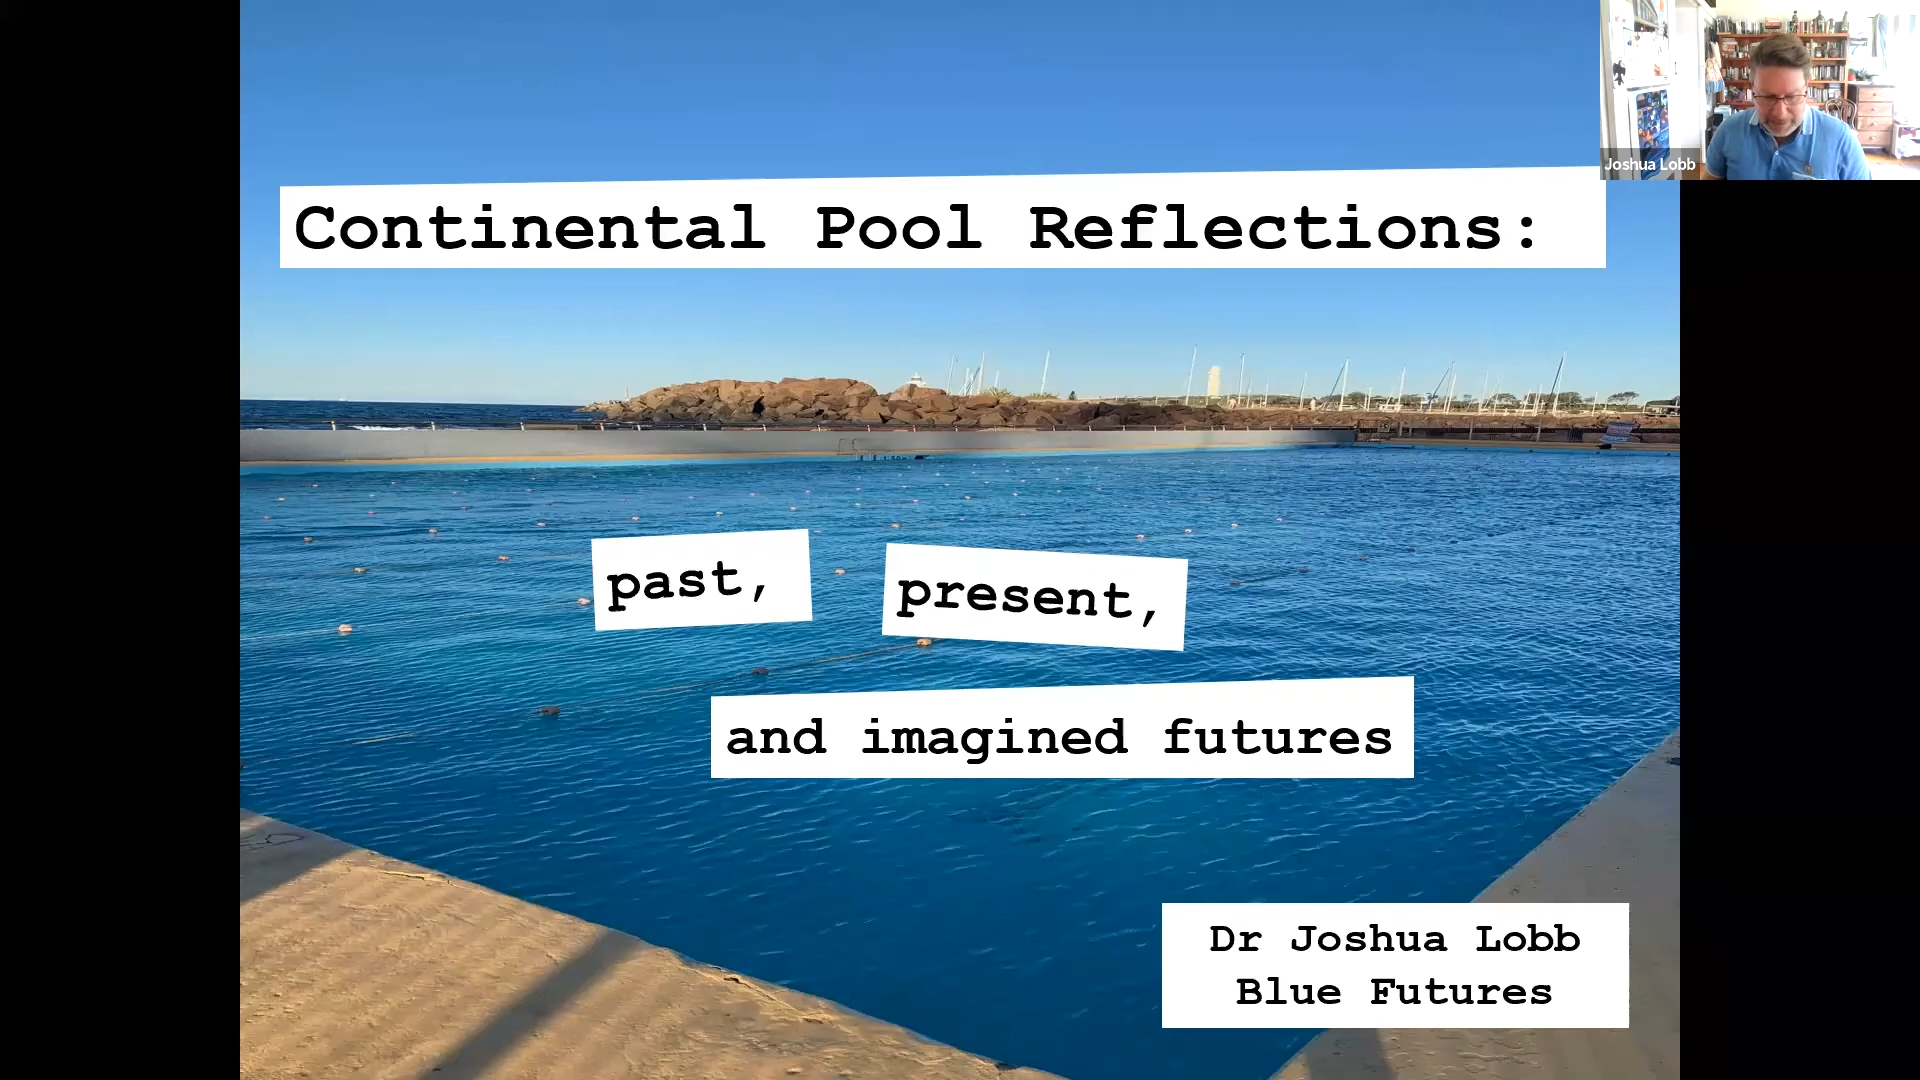 Joshua Lobb
Continental Pool Reflections:
past,
present,
and imagined futures
Dr Joshua Lobb
Blue Futures